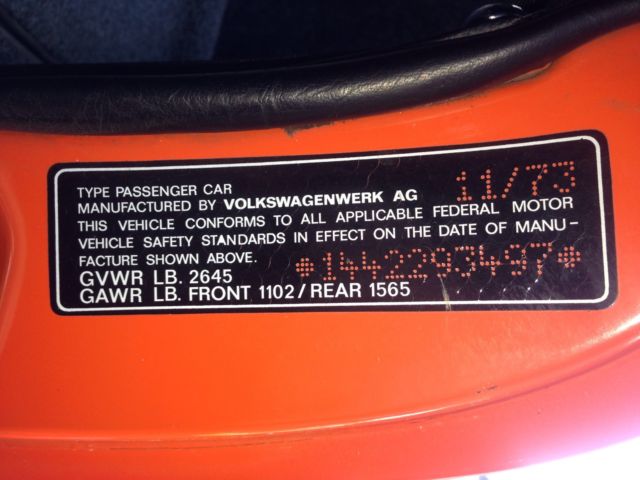 TYPE PASSENGER CAR
11/73
MANUFACTURED BY VOLKSWAGENWERK AG
THIS VEHICLE CONFORMS TO ALL APPLICABLE FEDERAL MOTOR
VEHICLE SAFETY STANDARDS IN EFFECT ON THE DATE OF MANU-
FACTURE SHOWN ABOVE.
*1442293497*
GVWR LB. 2645
GAWR LB. FRONT 1102/REAR 1565